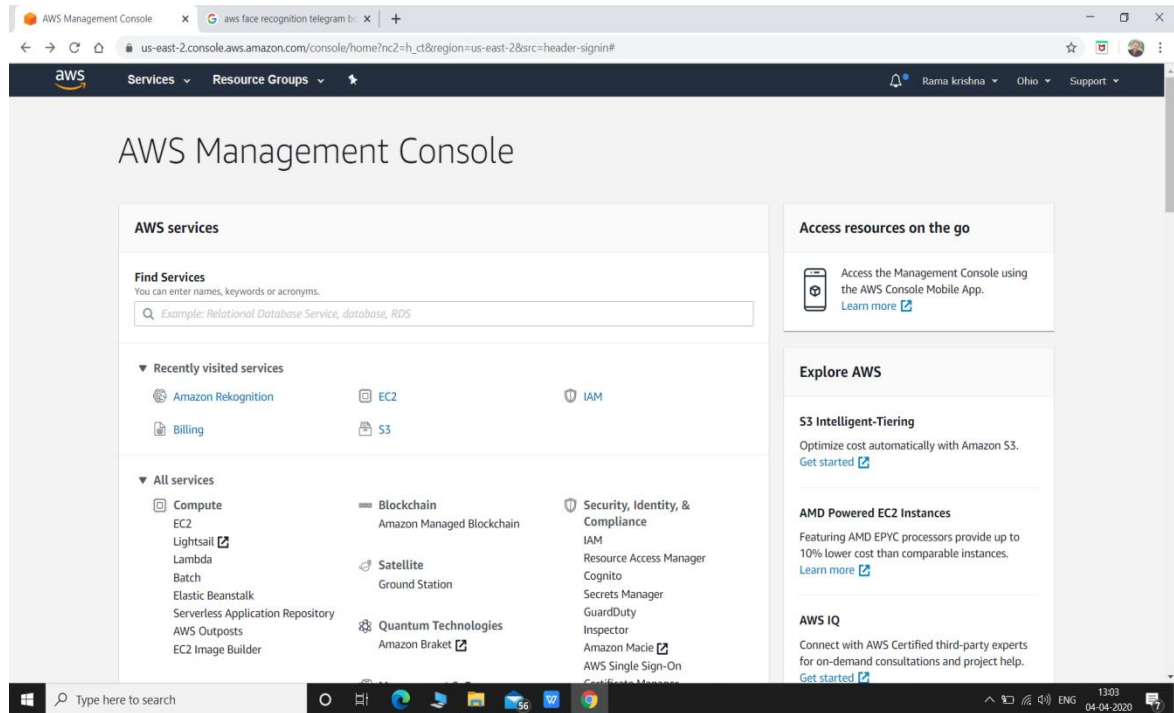 AWS Management Console
aws face recognition telegram b
us-east-2.console.aws.amazon.com/console/home?nc2=h_ct&region=us-east-2&src=header-signin#
aws
Services
Resource Groups
Rama krishna
Ohio
Support
AWS Management Console
AWS services
Find Services
You can enter names, keywords or acronyms.
Example: Relational Database Service, database, RDS
Recently visited services
Amazon Rekognition
EC2
IAM
Billing
S3
All services
Compute
EC2
Lightsail
Lambda
Batch
Elastic Beanstalk
Serverless Application Repository
AWS Outposts
EC2 Image Builder
Blockchain
Amazon Managed Blockchain
Satellite
Ground Station
Quantum Technologies
Amazon Braket
Security, Identity, &
Compliance
IAM
Resource Access Manager
Cognito
Secrets Manager
GuardDuty
Inspector
Amazon Macie
AWS Single Sign-On
Certificate Manager
Access resources on the go
Access the Management Console using
the AWS Console Mobile App.
Learn more
Explore AWS
S3 Intelligent-Tiering
Optimize cost automatically with Amazon S3.
Get started
AMD Powered EC2 Instances
Featuring AMD EPYC processors provide up to
10% lower cost than comparable instances.
Learn more
AWS IQ
Connect with AWS Certified third-party experts
for on-demand consultations and project help.
Get started
Type here to search
56
W
ENG
13:03
04-04-2020
7